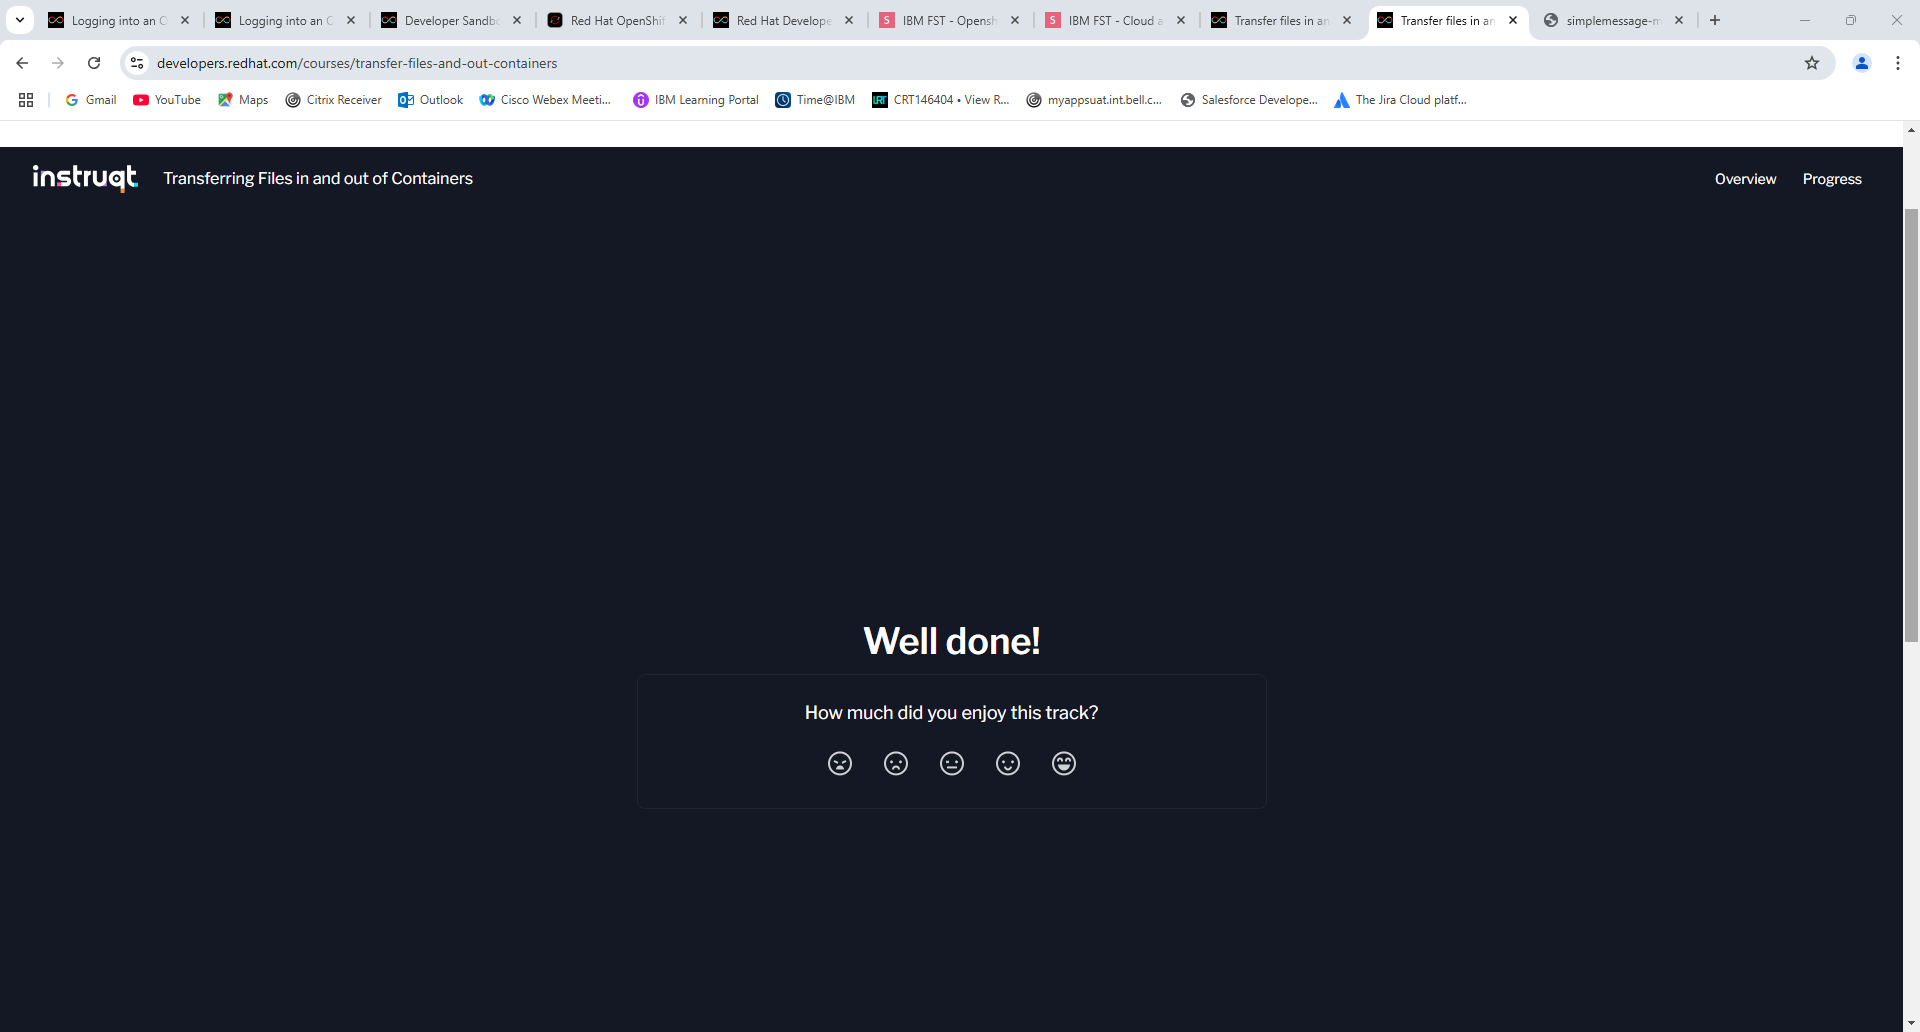 Logging into an O
Logging into an O
Developer Sandbo
Red Hat OpenShif
Red Hat Develope
IBM FST - Opensh
IBM FST - Cloud a
Transfer files in an
Transfer files in an
simplemessage-m
developers.redhat.com/courses/transfer-files-and-out-containers
Gmail
YouTube
Maps
Citrix Receiver
Outlook
Cisco Webex Meeti...
IBM Learning Portal
Time@IBM
CRT146404 • View R...
myappsuat.int.bell.c...
Salesforce Develope...
The Jira Cloud platf...
instruqt
Transferring Files in and out of Containers
Overview
Progress
Well done!
How much did you enjoy this track?